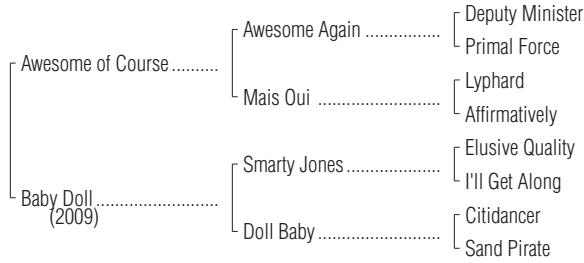 Deputy Minister
Awesome Again ................
Primal Force
Awesome of Course ..........
Lyphard
Mais Oui ..........................
Affirmatively
Elusive Quality
Smarty Jones ....................
I'll Get Along
Baby Doll ..........................
(2009)
Citidancer
Doll Baby ..........................
Sand Pirate